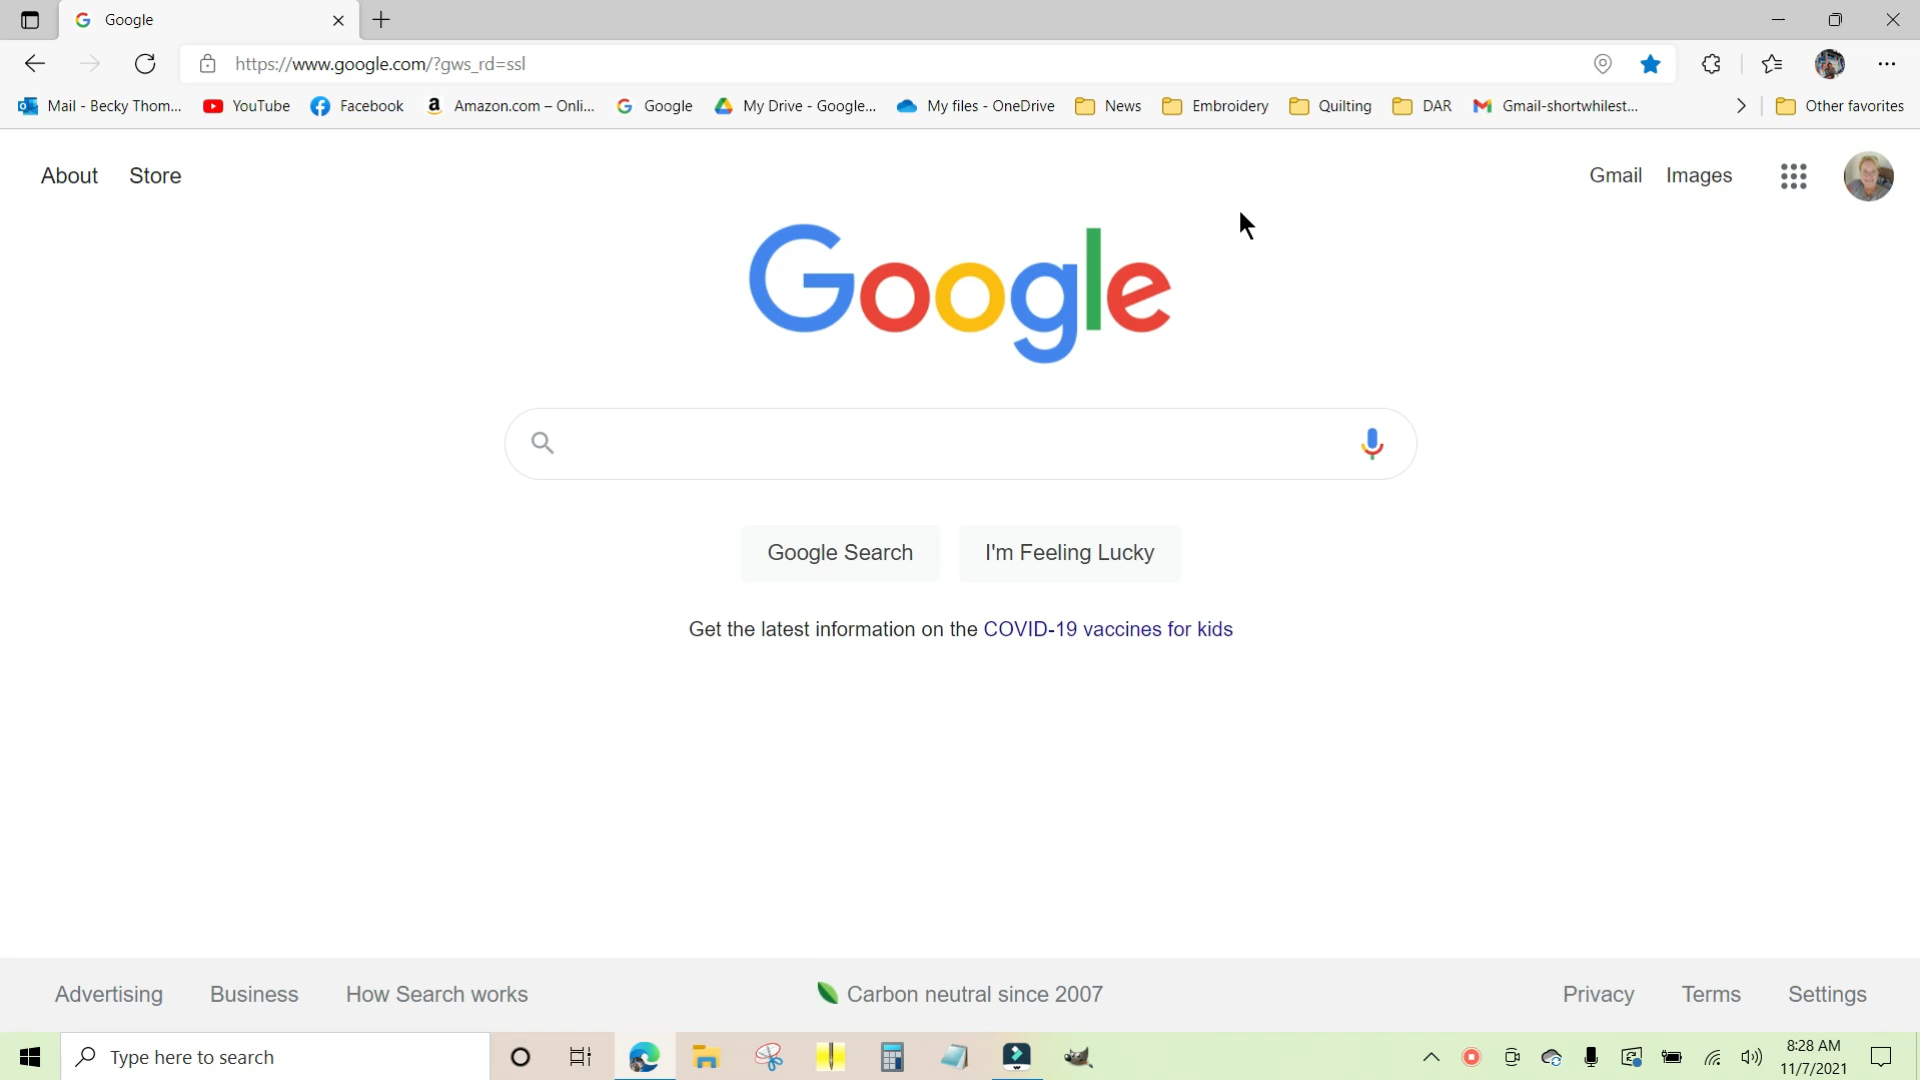 Google
https://www.google.com/?gws_rd=ssl
Mail - Becky Thom... YouTube Facebook Amazon.com – Onli... Google My Drive - Google... My files - OneDrive News Embroidery Quilting DAR Gmail-shortwhilest... Other favorites
About Store Gmail Images
Google
Google Search I'm Feeling Lucky
Get the latest information on the COVID-19 vaccines for kids
Advertising Business How Search works Carbon neutral since 2007 Privacy Terms Settings
Type here to search 8:28 AM
11/7/2021